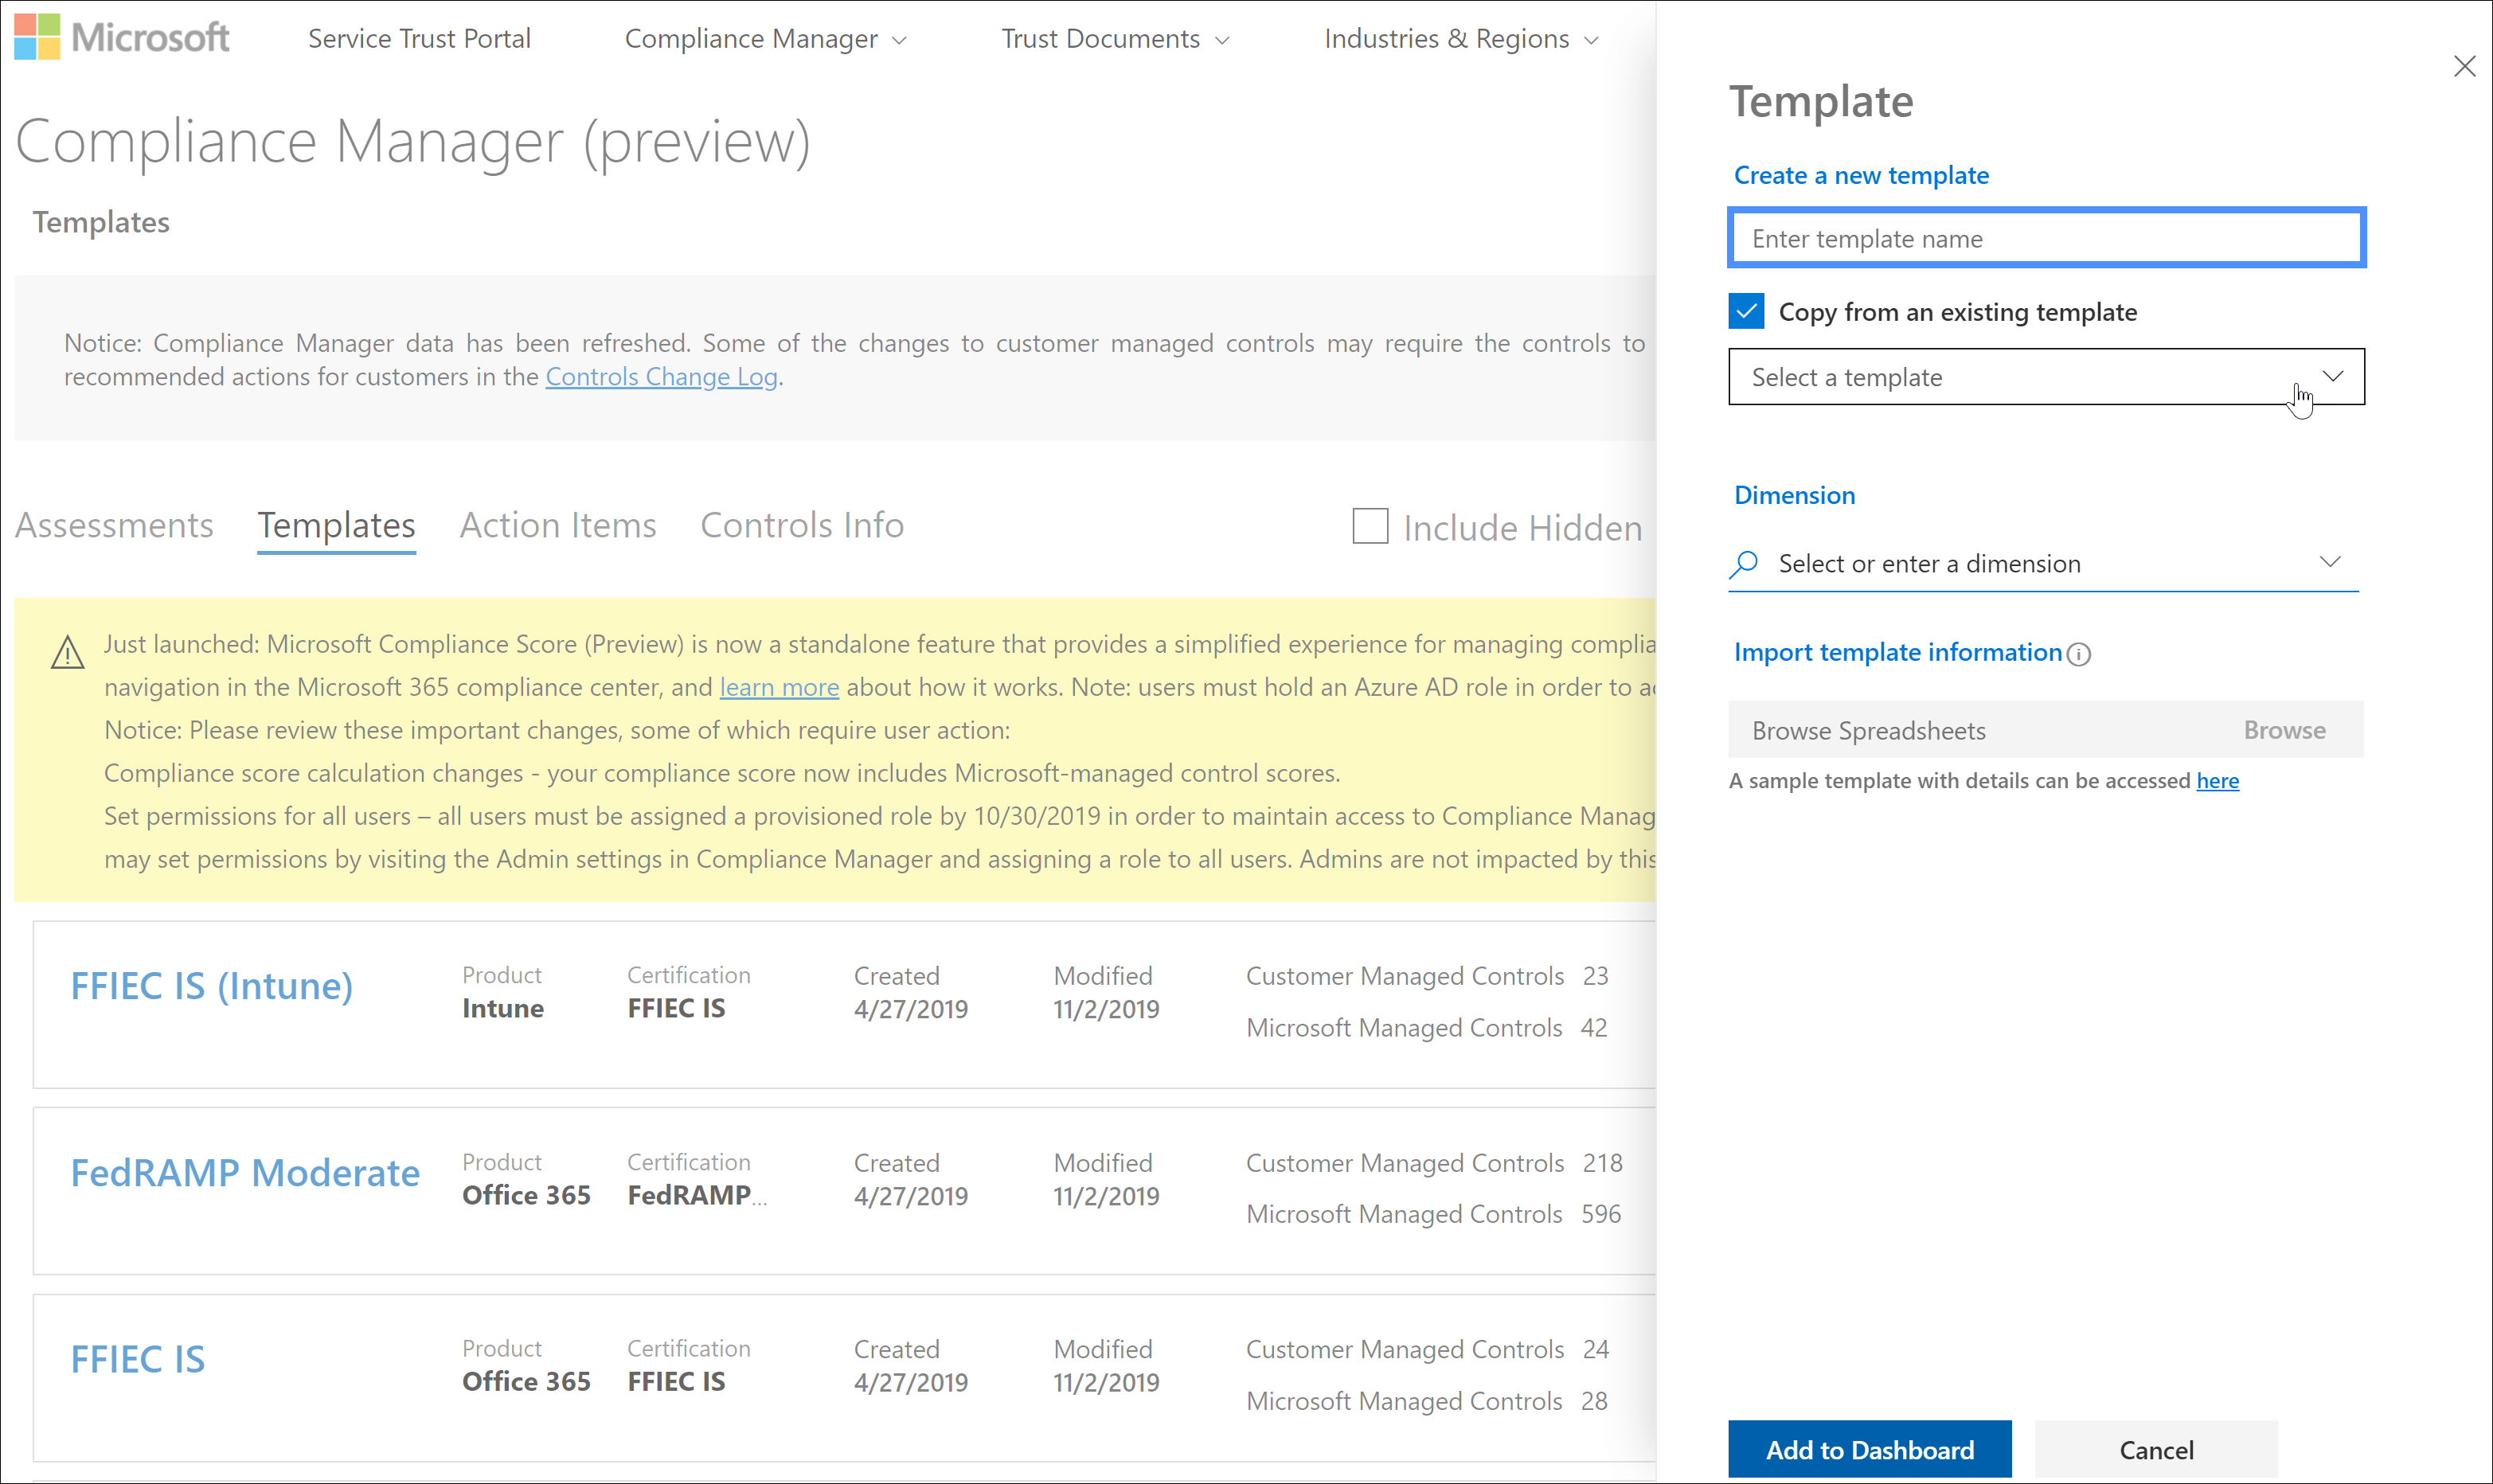 Microsoft
Service Trust Portal
Compliance Manager
Trust Documents
Industries & Regions
Compliance Manager (preview)
Templates
Notice: Compliance Manager data has been refreshed. Some of the changes to customer managed controls may require the controls to
recommended actions for customers in the Controls Change Log.
Assessments
Templates
Action Items
Controls Info
Include Hidden
Just launched: Microsoft Compliance Score (Preview) is now a standalone feature that provides a simplified experience for managing complia
navigation in the Microsoft 365 compliance center, and learn more about how it works. Note: users must hold an Azure AD role in order to ac
Notice: Please review these important changes, some of which require user action:
Compliance score calculation changes - your compliance score now includes Microsoft-managed control scores.
Set permissions for all users – all users must be assigned a provisioned role by 10/30/2019 in order to maintain access to Compliance Manag
may set permissions by visiting the Admin settings in Compliance Manager and assigning a role to all users. Admins are not impacted by this
FFIEC IS (Intune)
Product
Intune
Certification
FFIEC IS
Created
4/27/2019
Modified
11/2/2019
Customer Managed Controls 23
Microsoft Managed Controls 42
FedRAMP Moderate
Product
Office 365
Certification
FedRAMP...
Created
4/27/2019
Modified
11/2/2019
Customer Managed Controls 218
Microsoft Managed Controls 596
FFIEC IS
Product
Office 365
Certification
FFIEC IS
Created
4/27/2019
Modified
11/2/2019
Customer Managed Controls 24
Microsoft Managed Controls 28
Template
Create a new template
Enter template name
Copy from an existing template
Select a template
Dimension
Select or enter a dimension
Import template information
Browse Spreadsheets
Browse
A sample template with details can be accessed here
Add to Dashboard
Cancel